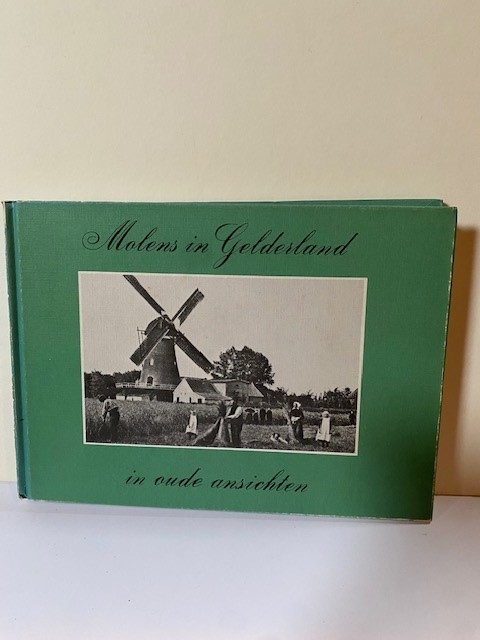 Molens in Gelderland
in oude ansichten